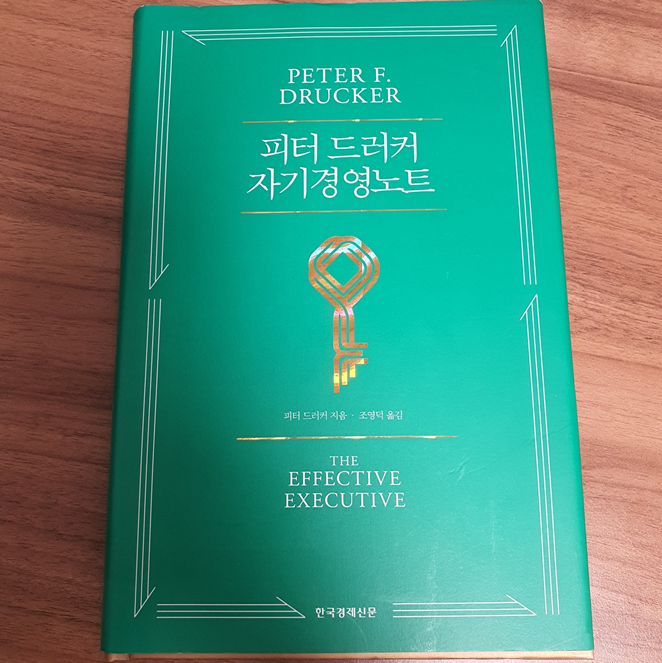 PETER F.
DRUCKER
피터 드러커
자기경영노트
피터 드러커 지음 · 조영덕 옮김
THE
EFFECTIVE
EXECUTIVE
한국경제신문